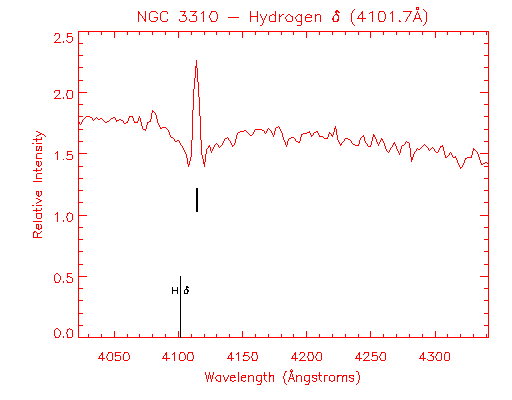 NGC 3310 – Hydrogen δ (4101.7Å)
2.5
2.0
1.5
1.0
0.5
0.0
Relative Intensity
H δ
4050 4100 4150 4200 4250 4300
Wavelength (Ångstroms)